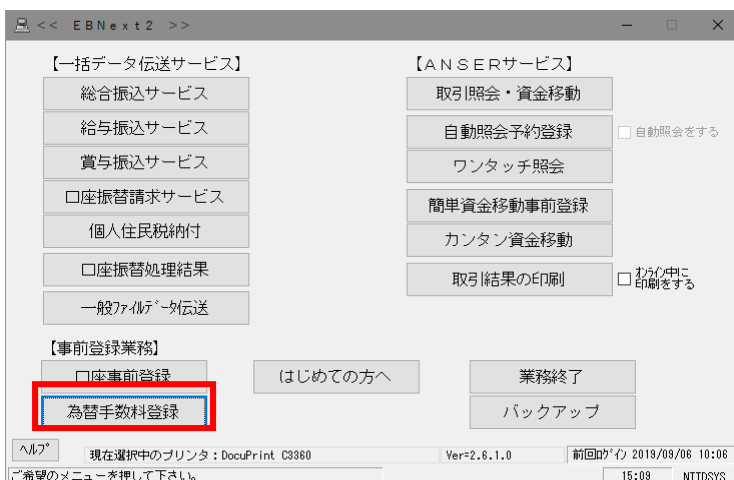 << EBNext2 >>
【一括データ伝送サービス】
総合振込サービス
給与振込サービス
賞与振込サービス
口座振替請求サービス
個人住民税納付
口座振替処理結果
一般ﾌｧｲﾙﾃﾞｰﾀ伝送
【ANSERサービス】
取引照会・資金移動
自動照会予約登録
自動照会をする
ワンタッチ照会
簡単資金移動事前登録
カンタン資金移動
取引結果の印刷
ｵﾝﾗｲﾝ中に
印刷をする
【事前登録業務】
口座事前登録
はじめての方へ
業務終了
為替手数料登録
バックアップ
ﾍﾙﾌﾟ
現在選択中のプリンタ：DocuPrint C3360
Ver=2.6.1.0
前回ﾛｸﾞｲﾝ 2019/09/06 10:06
ご希望のメニューを押して下さい。
15:09
NTTDSYS